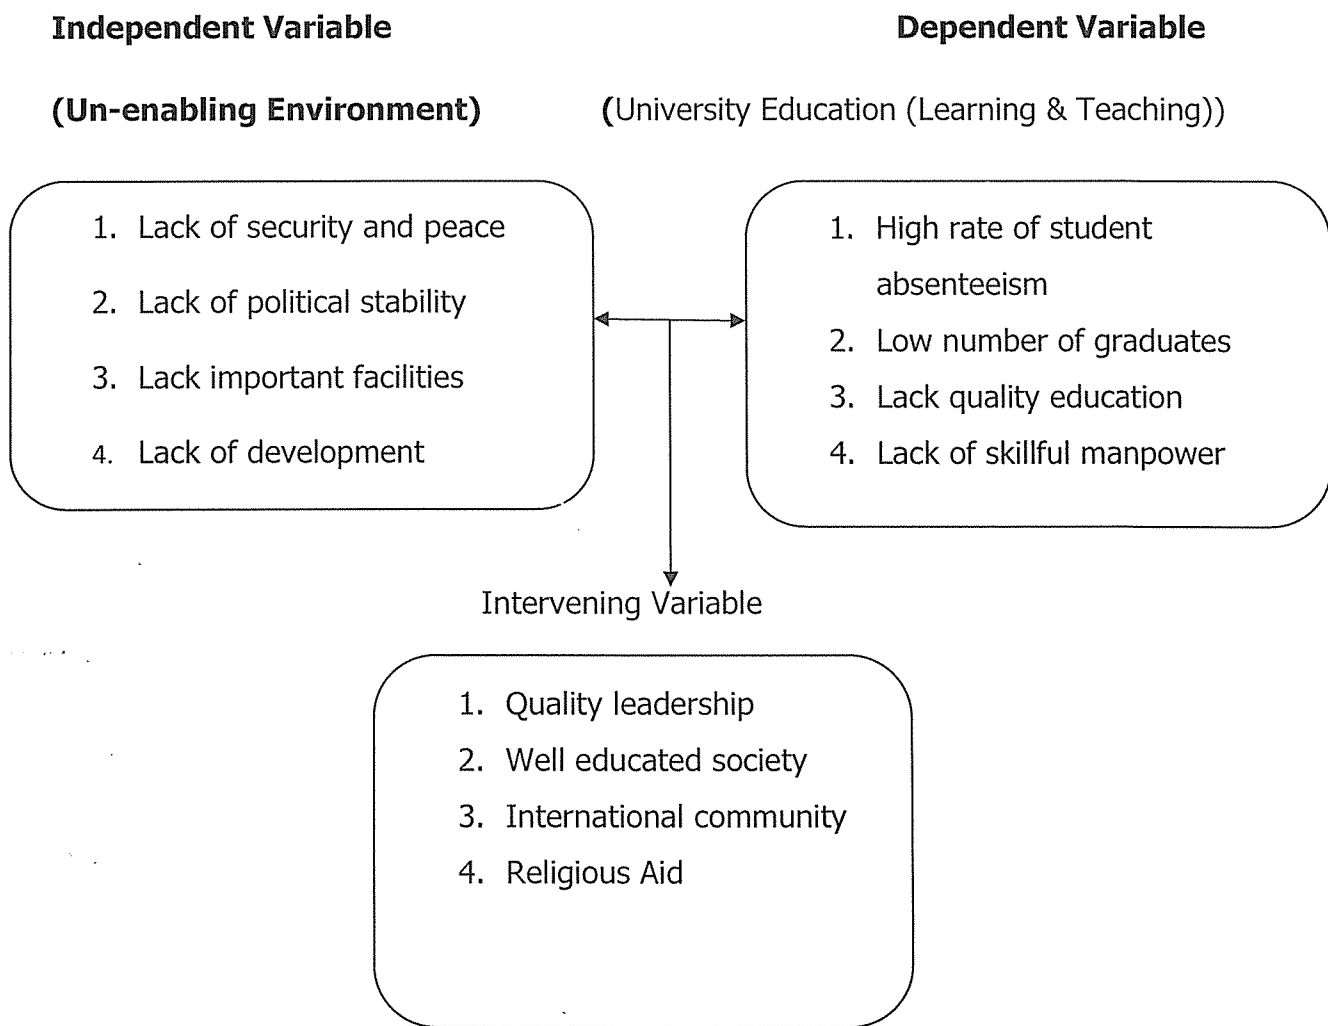 Independent Variable
Dependent Variable
(Un-enabling Environment)
(University Education (Learning & Teaching))
1. Lack of security and peace
2. Lack of political stability
3. Lack important facilities
4. Lack of development
1. High rate of student
absenteeism
2. Low number of graduates
3. Lack quality education
4. Lack of skillful manpower
Intervening Variable
1. Quality leadership
2. Well educated society
3. International community
4. Religious Aid